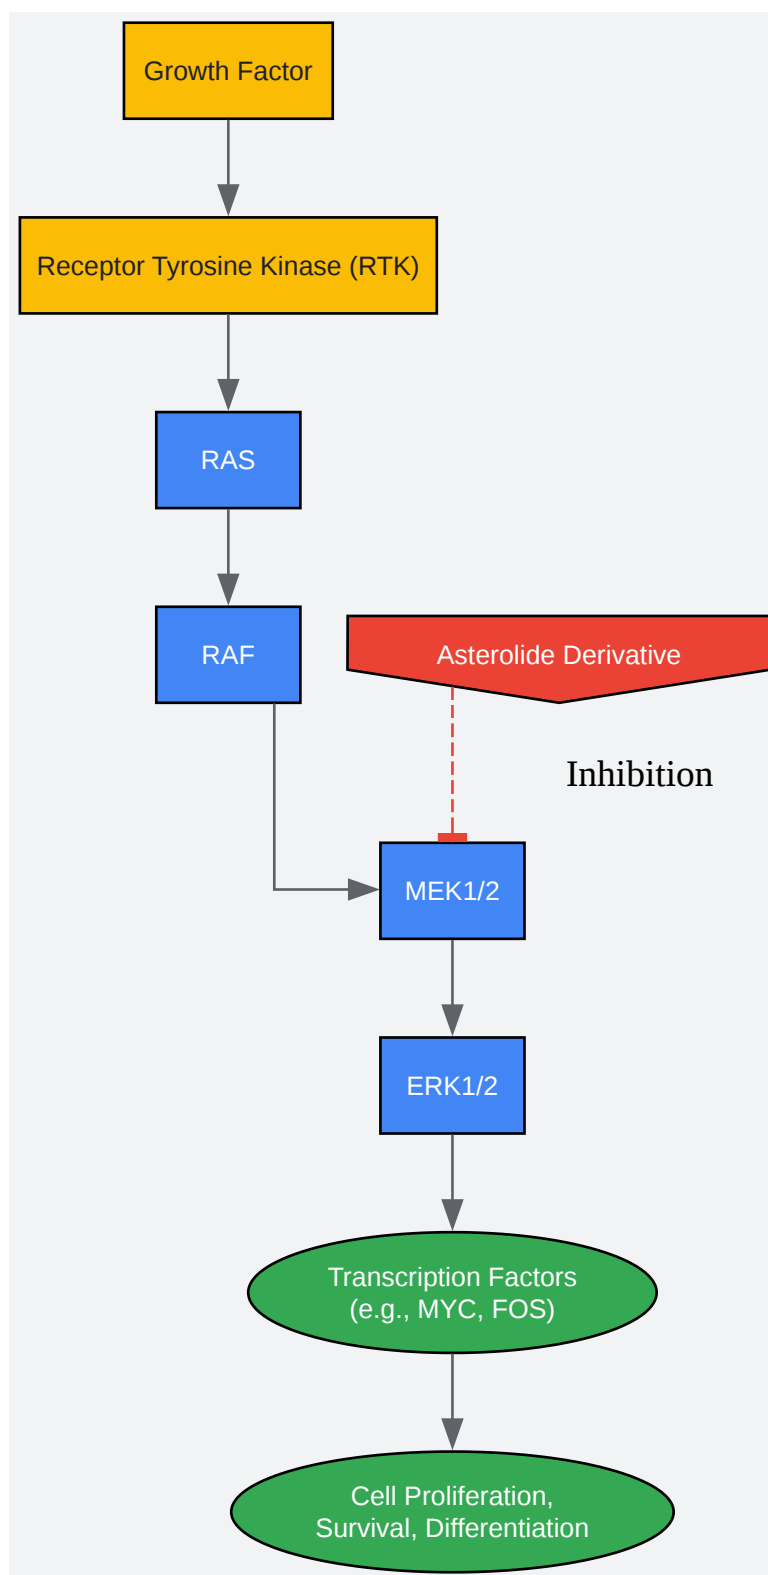 Growth Factor
Receptor Tyrosine Kinase (RTK)
RAS
RAF
Asterolide Derivative
Inhibition
MEK1/2
ERK1/2
Transcription Factors
(e.g., MYC, FOS)
Cell Proliferation,
Survival, Differentiation